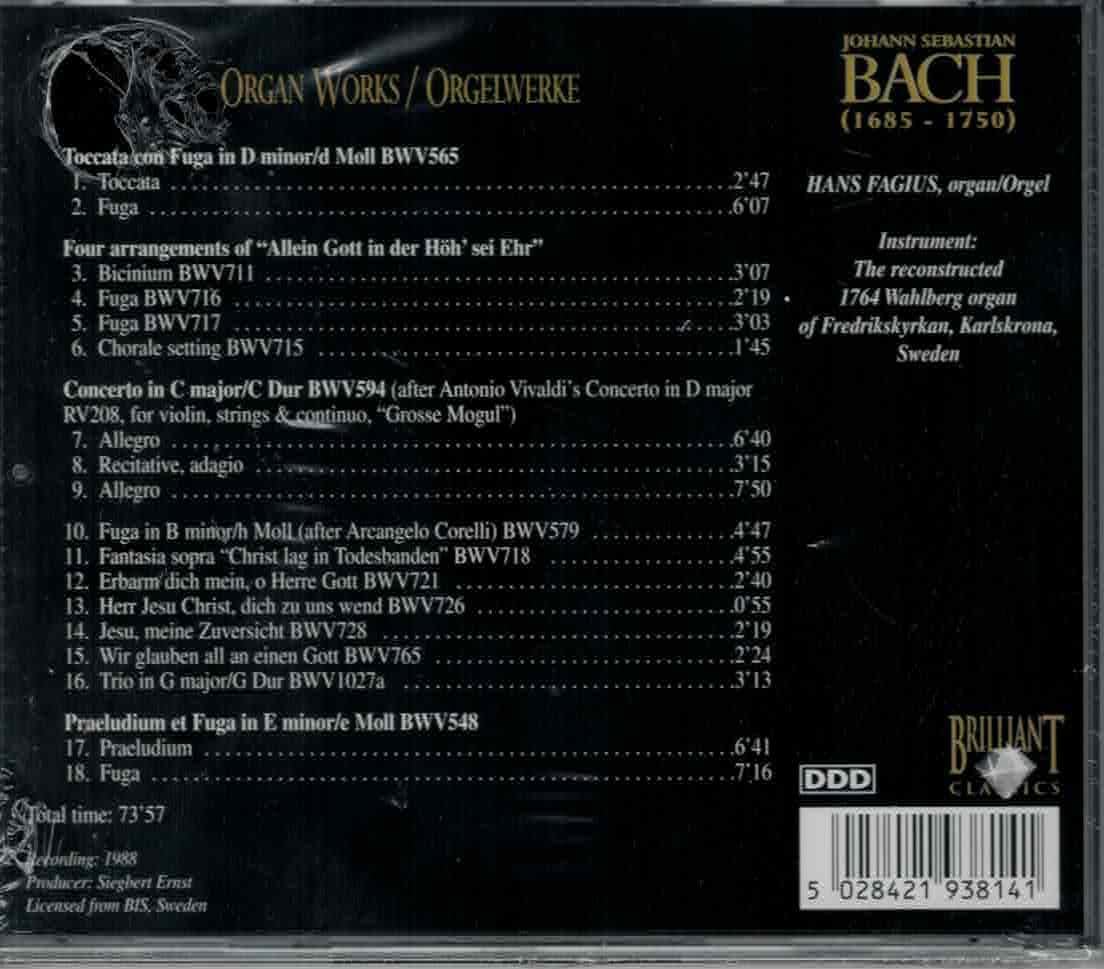 ORGAN WORKS / ORGELWERKE
Toccata con Fuga in D minor/d Moll BWV565
1. Toccata 2'47
2. Fuga 6'07
Four arrangements of “Allein Gott in der Höh' sei Ehr”
3. Bicinium BWV711 3'07
4. Fuga BWV716 2'19
5. Fuga BWV717 3'03
6. Chorale setting BWV715 1'45
Concerto in C major/C Dur BWV594 (after Antonio Vivaldi's Concerto in D major
RV208, for violin, strings & continuo, “Grosse Mogul”)
7. Allegro 6'40
8. Recitative, adagio 3'15
9. Allegro 7'50
10. Fuga in B minor/h Moll (after Arcangelo Corelli) BWV579 4'47
11. Fantasia sopra “Christ lag in Todesbanden” BWV718 4'55
12. Erbarm dich mein, o Herre Gott BWV721 2'40
13. Herr Jesu Christ, dich zu uns wend BWV726 0'55
14. Jesu, meine Zuversicht BWV728 2'19
15. Wir glauben all an einen Gott BWV765 2'24
16. Trio in G major/G Dur BWV1027a 3'13
Praeludium et Fuga in E minor/e Moll BWV548
17. Praeludium 6'41
18. Fuga 7'16
Total time: 73'57
Recording: 1988
Producer: Siegbert Ernst
Licensed from BIS, Sweden
JOHANN SEBASTIAN
BACH
(1685 - 1750)
HANS FAGIUS, organ/Orgel
Instrument:
The reconstructed
1764 Wahlberg organ
of Fredrikskyrkan, Karlskrona,
Sweden
BRILLIANT
CLASSICS
DDD
5 028421 938141